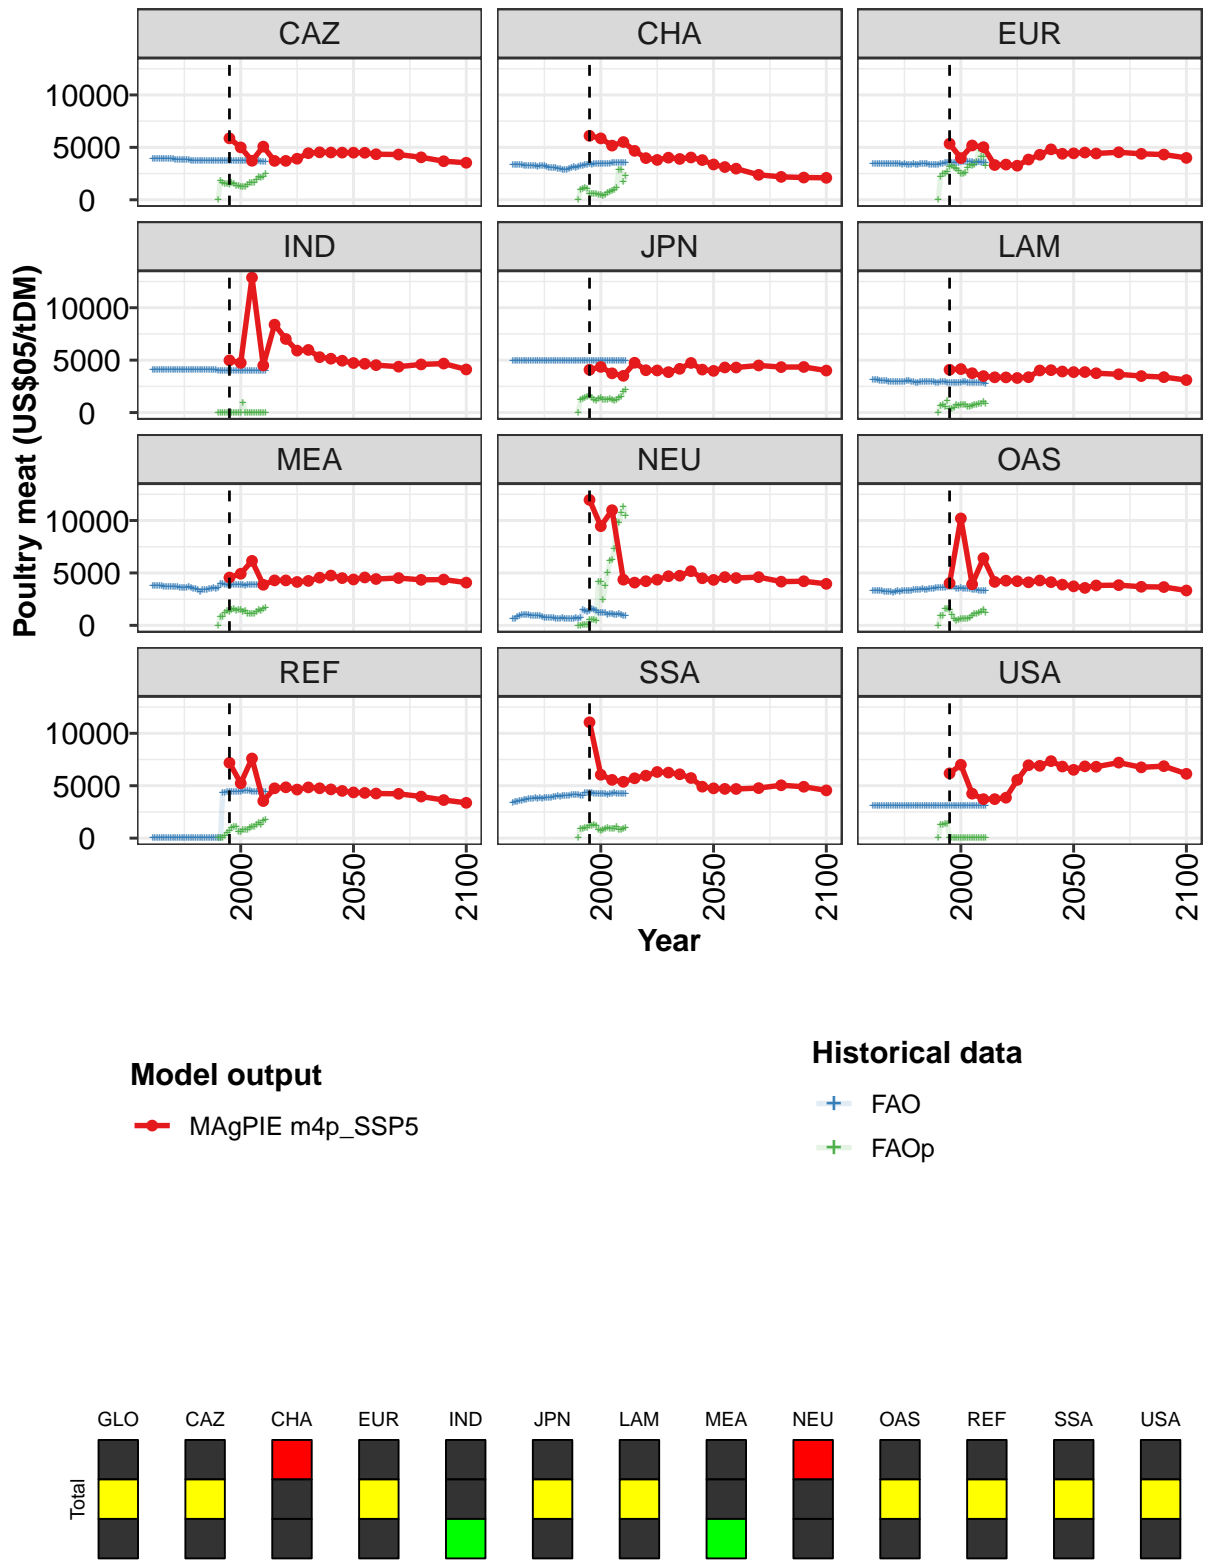 CAZ CHA EUR
10000
5000
0
IND JPN LAM
10000
5000
0
Poultry meat (US$05/tDM)
MEA NEU OAS
10000
5000
0
REF SSA USA
10000
5000
0
2000 2050 2100 2000 2050 2100 2000 2050 2100
Year
Model output
MAgPIE m4p_SSP5
Historical data
FAO
FAOp
GLO CAZ CHA EUR IND JPN LAM MEA NEU OAS REF SSA USA
Total